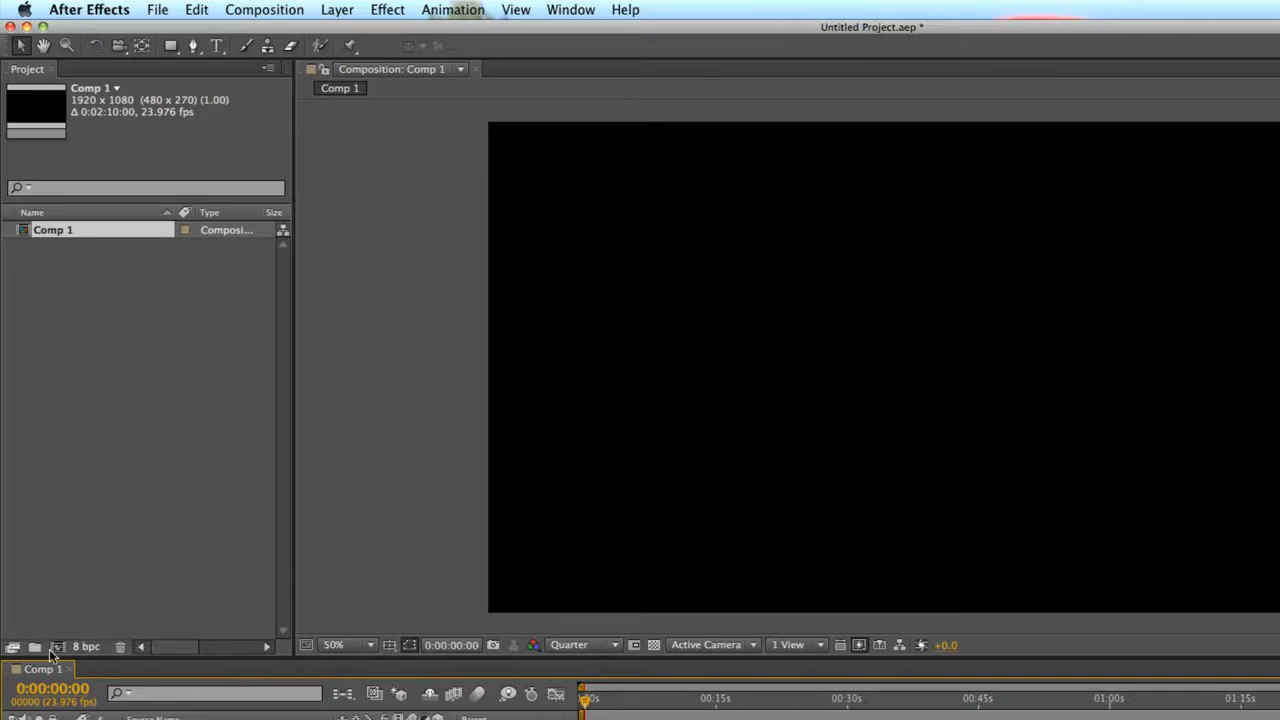 After Effects File Edit Composition Layer Effect Animation View Window Help
Untitled Project.aep *
Project
Composition: Comp 1
Comp 1
1920 x 1080 (480 x 270) (1.00)
Δ 0:02:10:00, 23.976 fps
Comp 1
Name Type Size
Comp 1 Composi...
8 bpc
50% 0:00:00:00 Quarter Active Camera 1 View +0.0
Comp 1
0:00:00:00
00000 (23.976 fps)
00s 00:15s 00:30s 00:45s 01:00s 01:15s
Source Name Parent